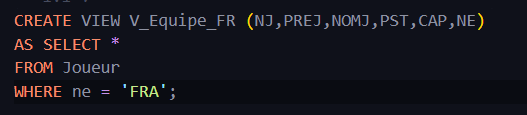 CREATE VIEW V_Equipe_FR (NJ,PREJ,NOMJ,PST,CAP,NE)
AS SELECT *
FROM Joueur
WHERE ne = 'FRA';